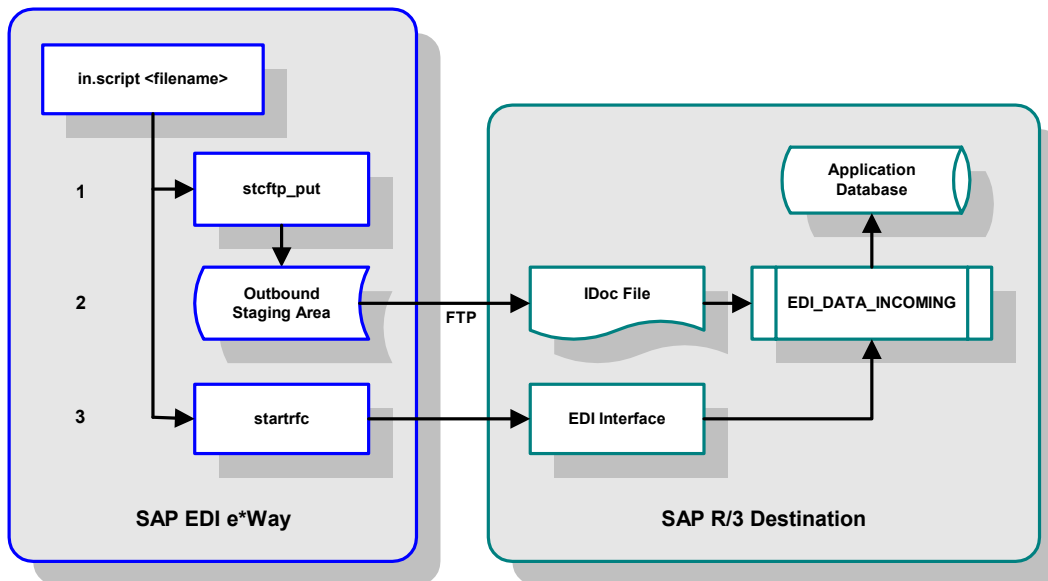 in.script <filename>
1
stcftp_put
Application
Database
2
Outbound
Staging Area
FTP
IDoc File
EDI_DATA_INCOMING
3
startrfc
EDI Interface
SAP EDI e*Way
SAP R/3 Destination